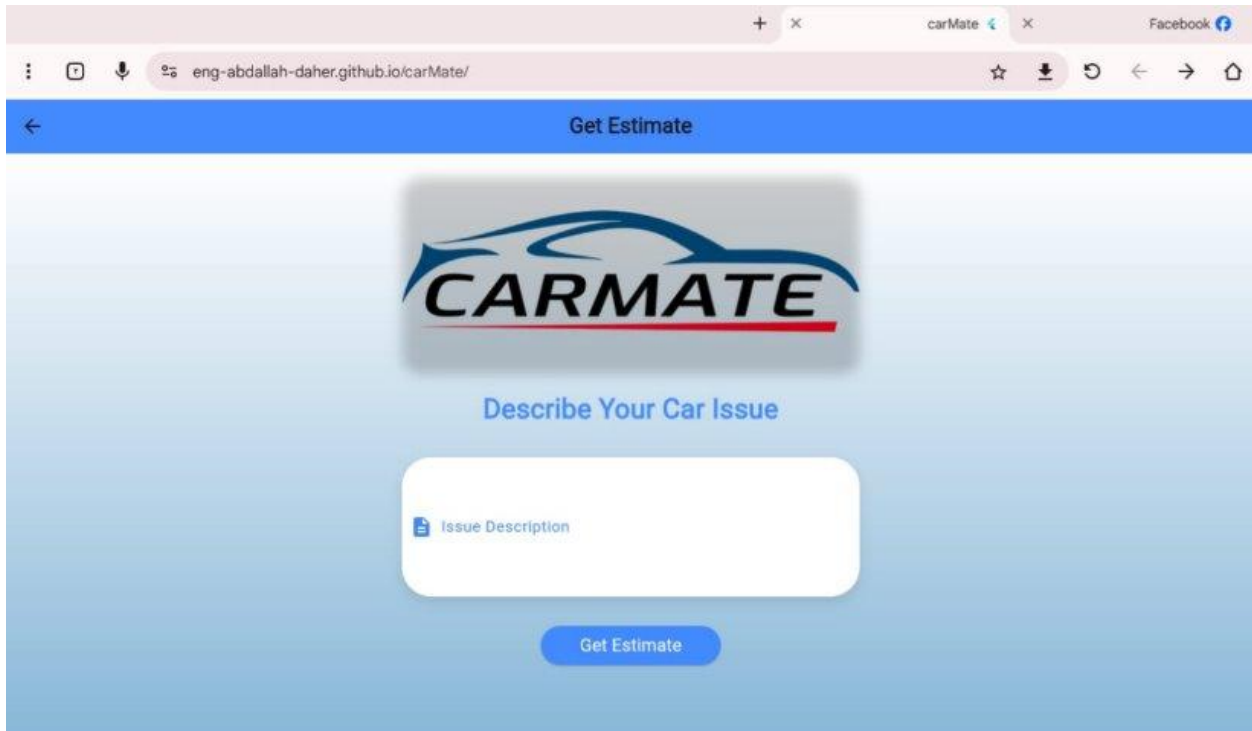 carMate
Facebook
eng-abdallah-daher.github.io/carMate/
Get Estimate
CARMATE
Describe Your Car Issue
Issue Description
Get Estimate